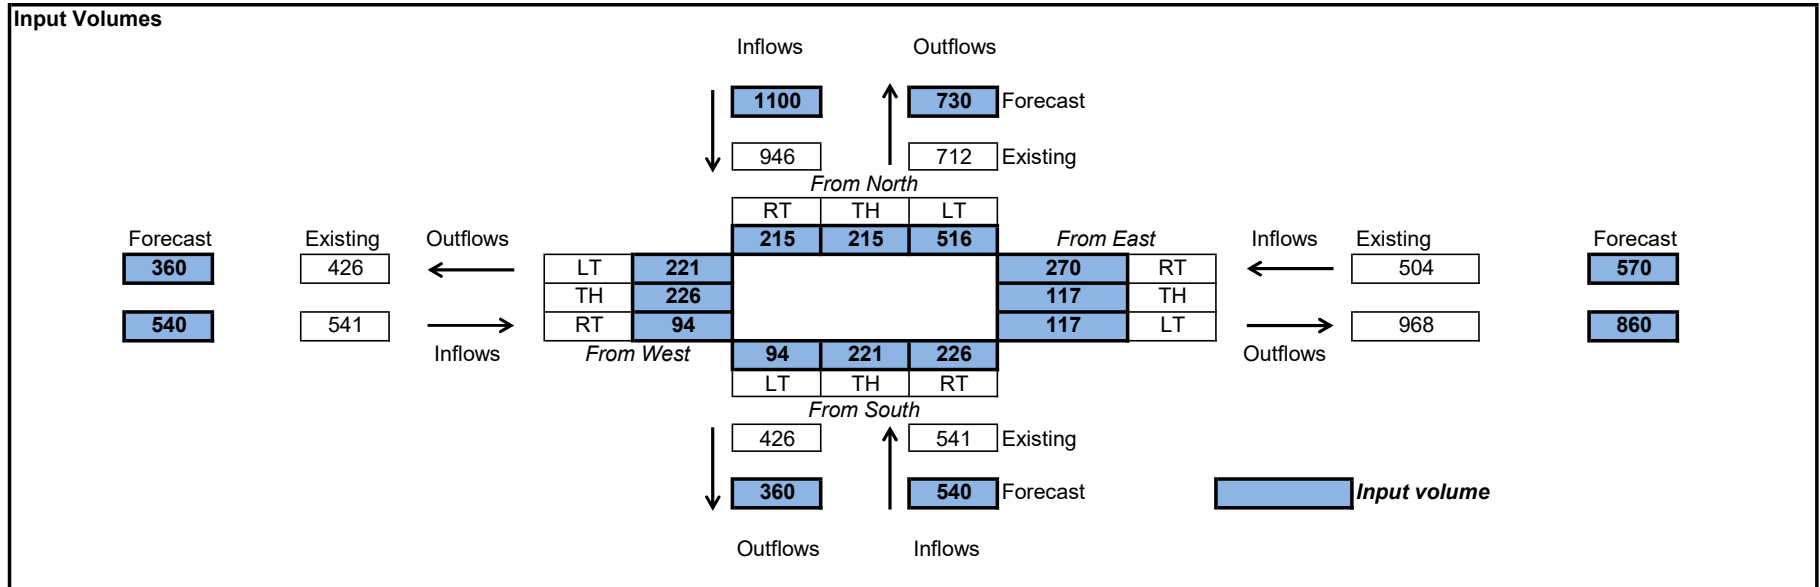 Input Volumes
Inflows Outflows
1100 730 Forecast
946 712 Existing
From North
RT TH LT
Forecast Existing Outflows 215 215 516 From East Inflows Existing Forecast
360 426 LT 221 270 RT 504 570
TH 226 117 TH
540 541 RT 94 117 LT 968 860
Inflows From West 94 221 226 Outflows
LT TH RT
From South
426 541 Existing
360 540 Forecast Input volume
Outflows Inflows